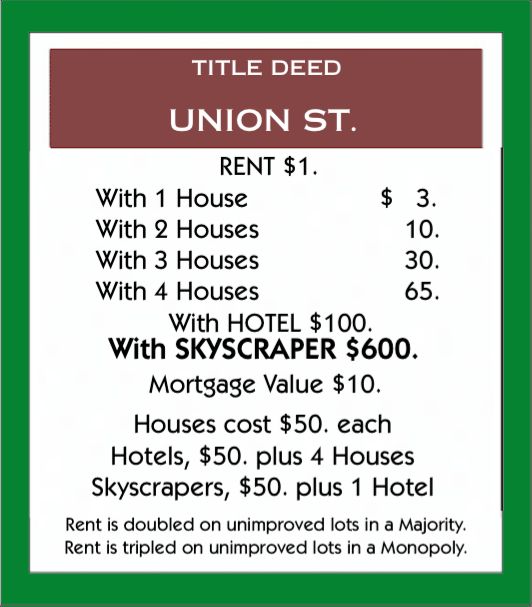 TITLE DEED
UNION ST.
RENT $1.
With 1 House $ 3.
With 2 Houses 10.
With 3 Houses 30.
With 4 Houses 65.
With HOTEL $100.
With SKYSCRAPER $600.
Mortgage Value $10.
Houses cost $50. each
Hotels, $50. plus 4 Houses
Skyscrapers, $50. plus 1 Hotel
Rent is doubled on unimproved lots in a Majority.
Rent is tripled on unimproved lots in a Monopoly.